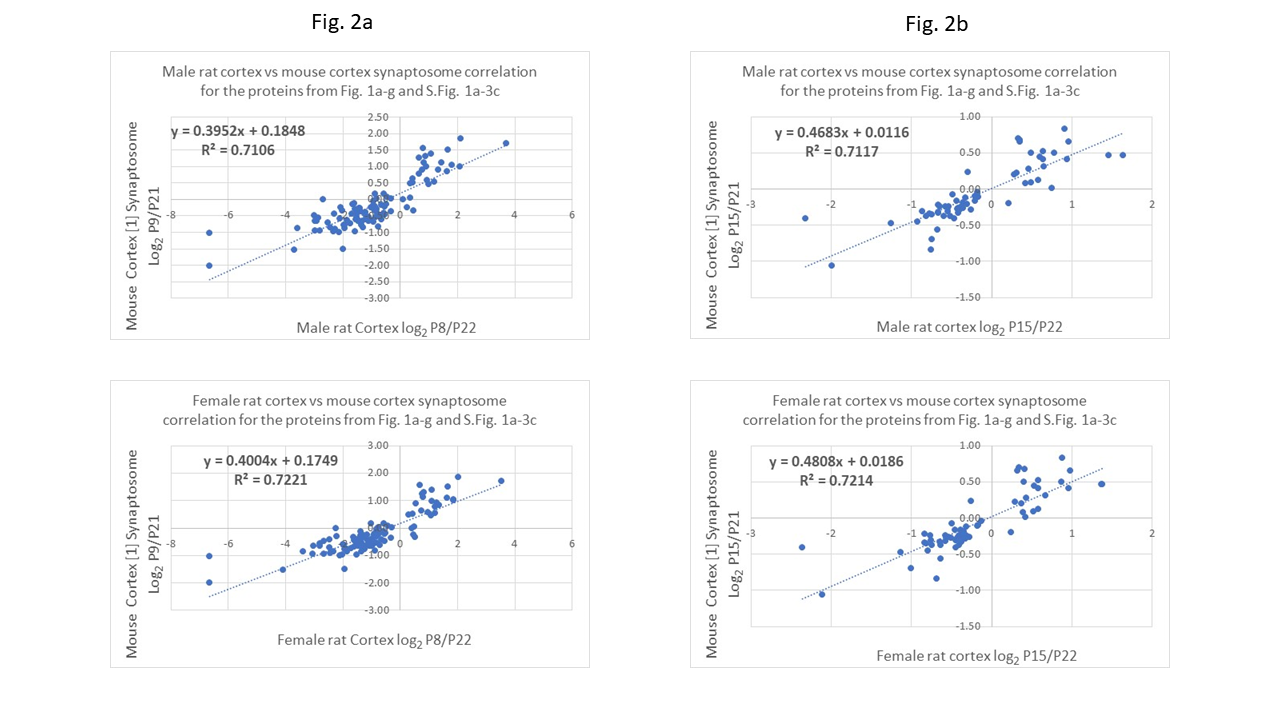 Fig. 2a
Male rat cortex vs mouse cortex synaptosome correlation
for the proteins from Fig. 1a-g and S.Fig. 1a-3c
Mouse Cortex [1] Synaptosome
Log2 P9/P21
y = 0.3952x + 0.1848
R² = 0.7106
2.50
2.00
1.50
1.00
0.50
0.00
-0.50
-1.00
-1.50
-2.00
-2.50
-3.00
-8 -6 -4 -2 0 2 4 6
Male rat Cortex log2 P8/P22
Fig. 2b
Male rat cortex vs mouse cortex synaptosome correlation
for the proteins from Fig. 1a-g and S.Fig. 1a-3c
Mouse Cortex [1] Synaptosome
Log2 P15/P21
y = 0.4683x + 0.0116
R² = 0.7117
1.00
0.50
0.00
-0.50
-1.00
-1.50
-3 -2 -1 0 1 2
Male rat cortex log2 P15/P22
Female rat cortex vs mouse cortex synaptosome
correlation for the proteins from Fig. 1a-g and S.Fig. 1a-3c
Mouse Cortex [1] Synaptosome
Log2 P9/P21
y = 0.4004x + 0.1749
R² = 0.7221
3.00
2.00
1.00
0.00
-1.00
-2.00
-3.00
-8 -6 -4 -2 0 2 4 6
Female rat Cortex log2 P8/P22
Female rat cortex vs mouse cortex synaptosome
correlation for the proteins from Fig. 1a-g and S.Fig. 1a-3c
Mouse Cortex [1] Synaptosome
Log2 P15/P21
y = 0.4808x + 0.0186
R² = 0.7214
1.00
0.50
0.00
-0.50
-1.00
-1.50
-3 -2 -1 0 1 2
Female rat cortex log2 P15/P22